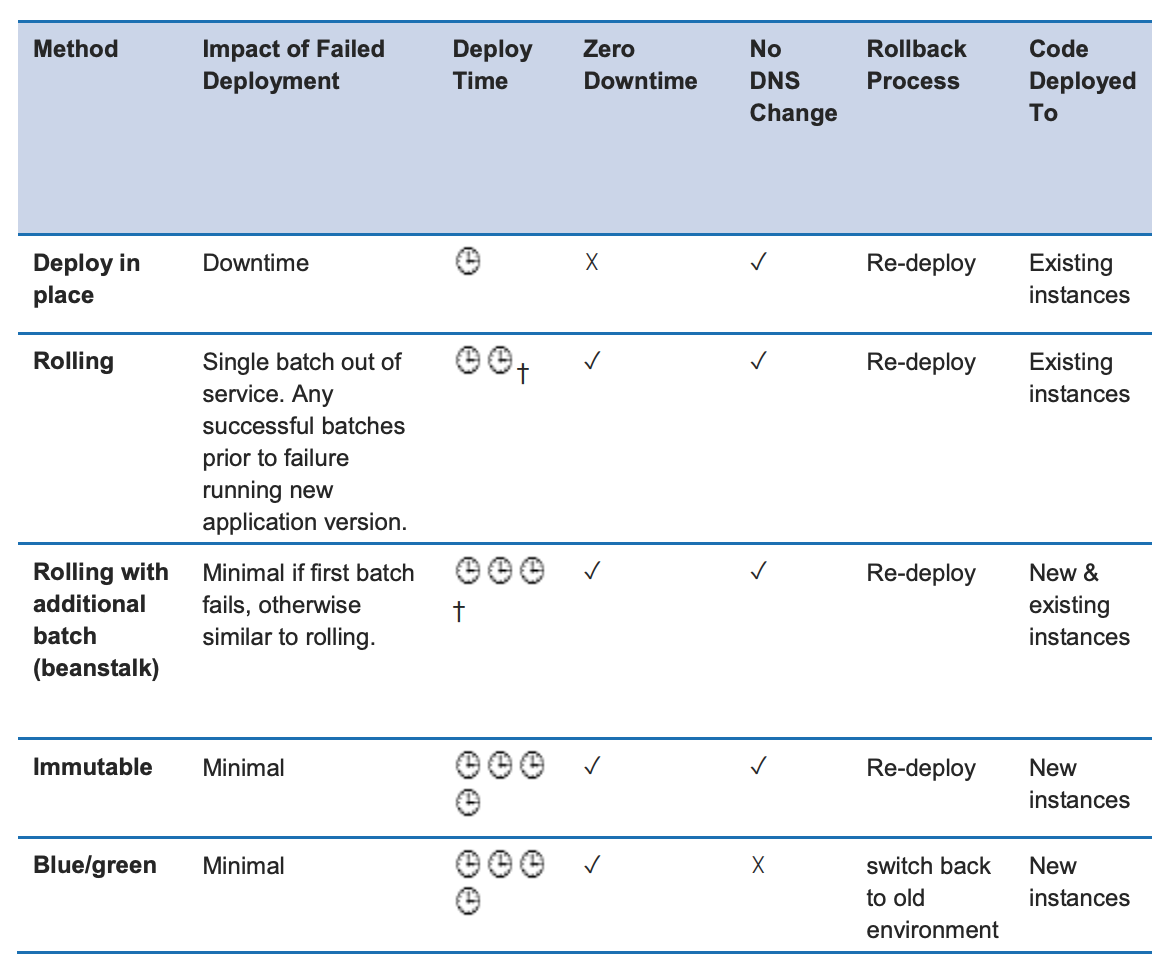 Method Impact of Failed Deploy Zero No Rollback Code
Deployment Time Downtime DNS Process Deployed
Change To
Deploy in Downtime 🕒 ☓ ✓ Re-deploy Existing
place instances
Rolling Single batch out of 🕒 🕒 † ✓ ✓ Re-deploy Existing
service. Any instances
successful batches
prior to failure
running new
application version.
Rolling with Minimal if first batch 🕒 🕒 🕒 ✓ ✓ Re-deploy New &
additional fails, otherwise † existing
batch similar to rolling. instances
(beanstalk)
Immutable Minimal 🕒 🕒 🕒 ✓ ✓ Re-deploy New
🕒 instances
Blue/green Minimal 🕒 🕒 🕒 ✓ ☓ switch back New
🕒 to old instances
environment